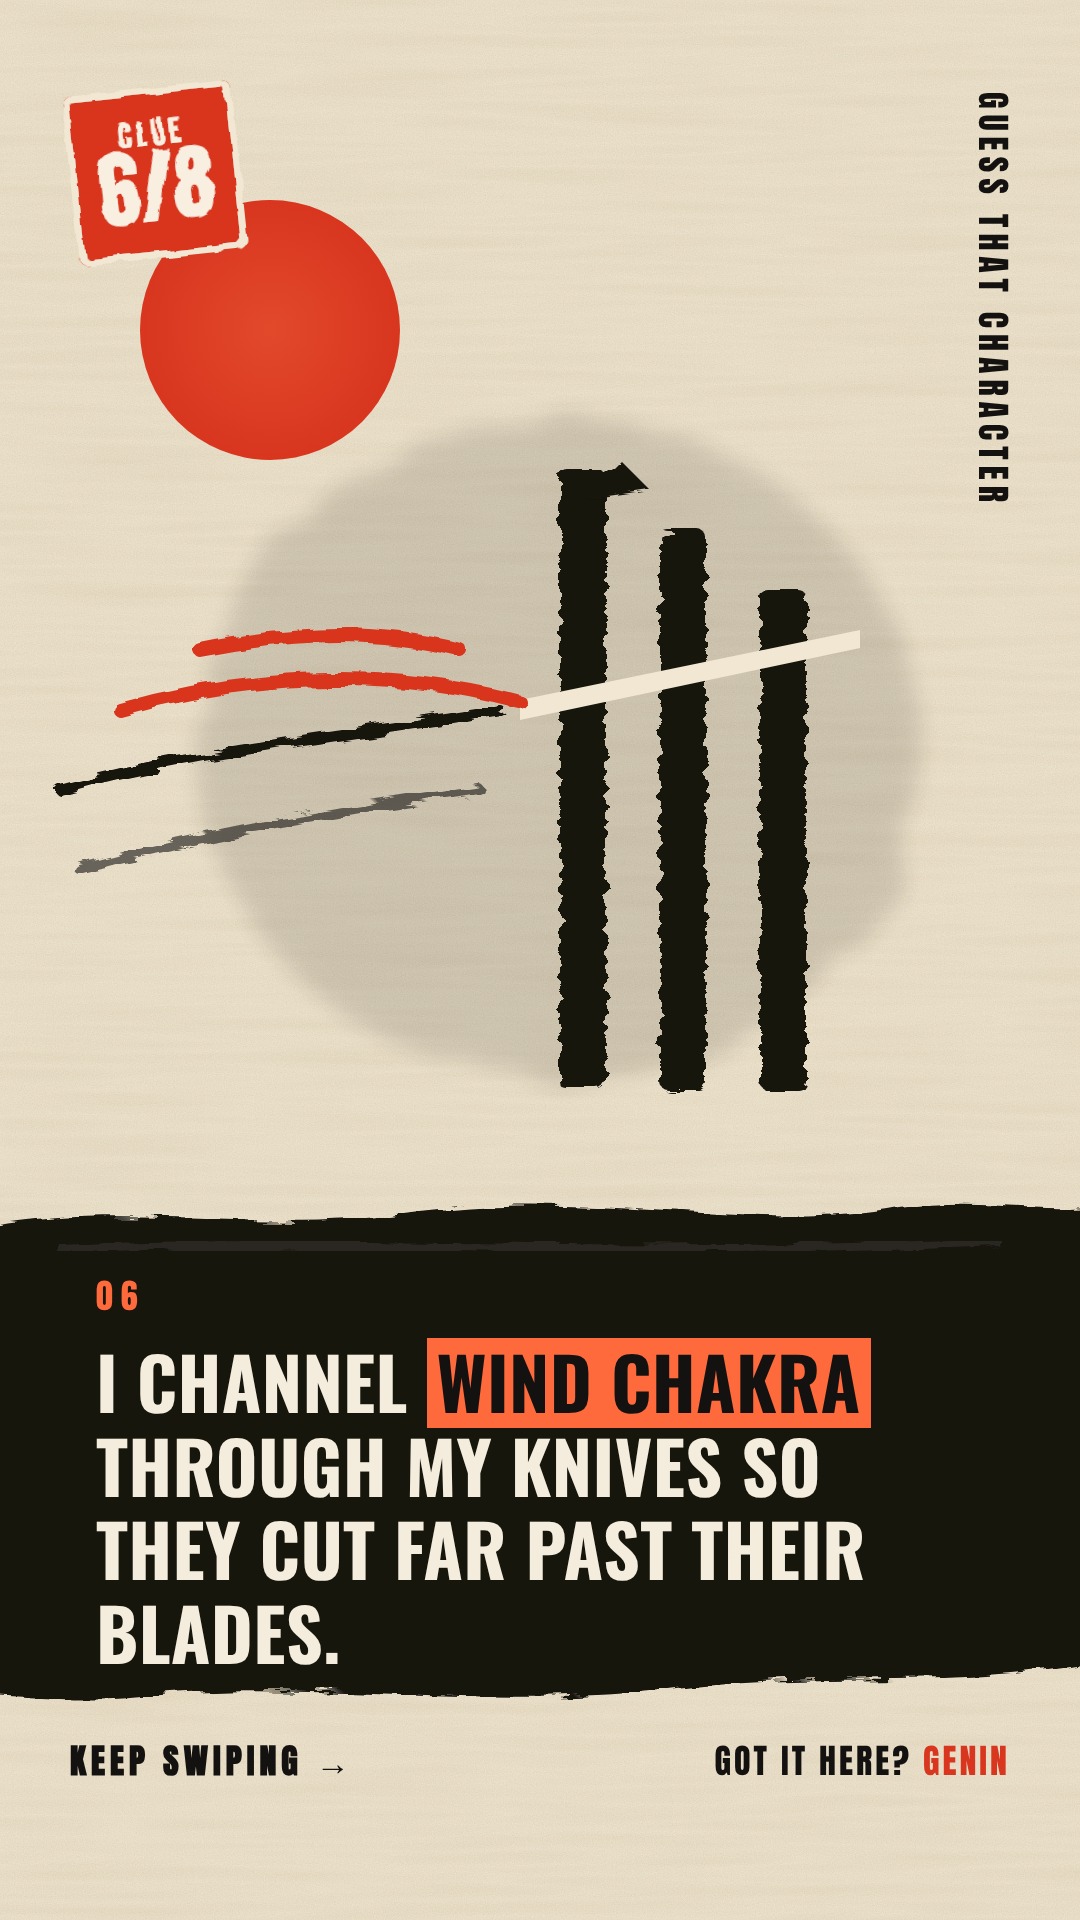 CLUE
6/8
GUESS THAT CHARACTER
06
I CHANNEL WIND CHAKRA
THROUGH MY KNIVES SO
THEY CUT FAR PAST THEIR
BLADES.
KEEP SWIPING →
GOT IT HERE? GENIN